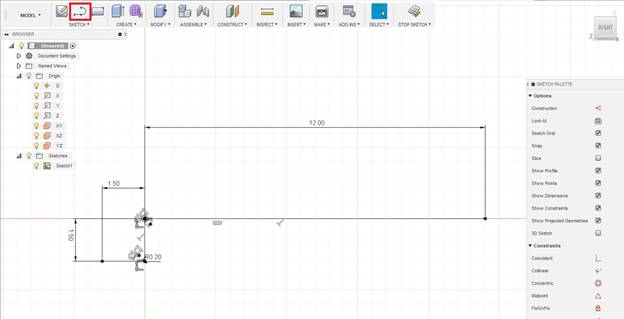 MODEL ▾
SKETCH ▾
CREATE ▾
MODIFY ▾
ASSEMBLE ▾
CONSTRUCT ▾
INSPECT ▾
INSERT ▾
MAKE ▾
ADD-INS ▾
SELECT ▾
STOP SKETCH ▾
RIGHT
Z
BROWSER
(Unsaved)
Document Settings
Named Views
Origin
O
X
Y
Z
XY
XZ
YZ
Sketches
Sketch1
12.00
1.50
1.50
R0.20
SKETCH PALETTE
Options
Construction
Look At
Sketch Grid
Snap
Slice
Show Profile
Show Points
Show Dimensions
Show Constraints
Show Projected Geometries
3D Sketch
Constraints
Coincident
Collinear
Concentric
Midpoint
Fix/UnFix